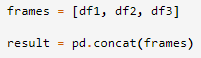 frames = [df1, df2, df3]
result = pd.concat(frames)